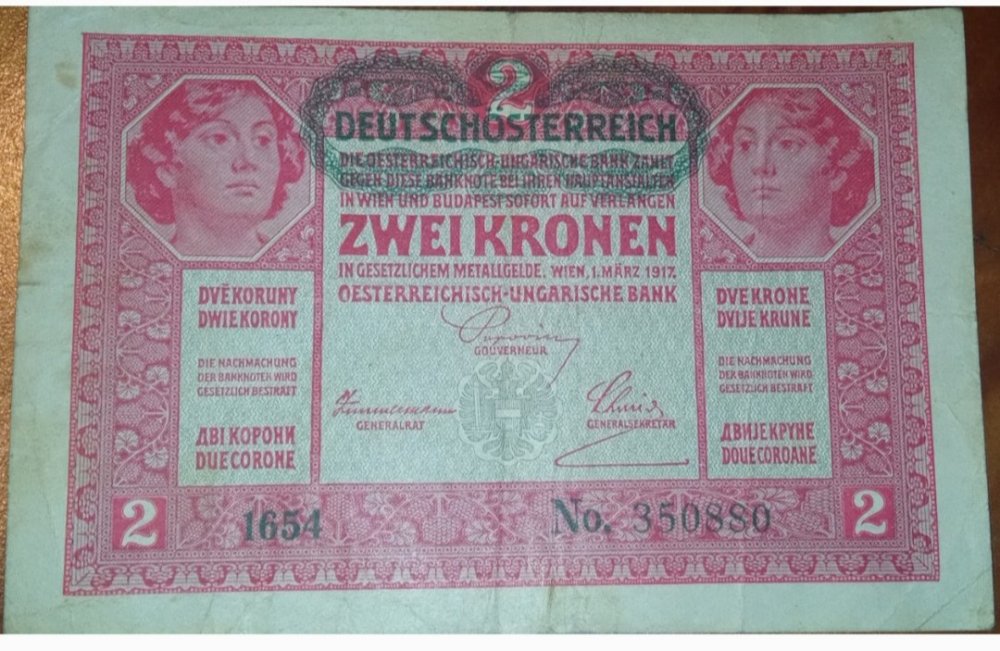 2
DEUTSCHÖSTERREICH
DIE OESTERREICHISCH-UNGARISCHE BANK ZAHLT
GEGEN DIESE BANKNOTE BEI IHREN HAUPTANSTALTEN
IN WIEN UND BUDAPEST SOFORT AUF VERLANGEN
ZWEI KRONEN
IN GESETZLICHEM METALLGELDE. WIEN, 1. MÄRZ 1917.
OESTERREICHISCH-UNGARISCHE BANK
Popovics
GOUVERNEUR
GENERALRAT
Schmid
GENERALSEKRETÄR
DVĚ KORUNY
DWIE KORONY
DIE NACHMACHUNG
DER BANKNOTEN WIRD
GESETZLICH BESTRAFT
ДВІ КОРОНИ
DUE CORONE
DVE KRONE
DVIJE KRUNE
DIE NACHMACHUNG
DER BANKNOTEN WIRD
GESETZLICH BESTRAFT
ДВИЈЕ КРУНЕ
DOUE COROANE
2
1654
No. 350880
2